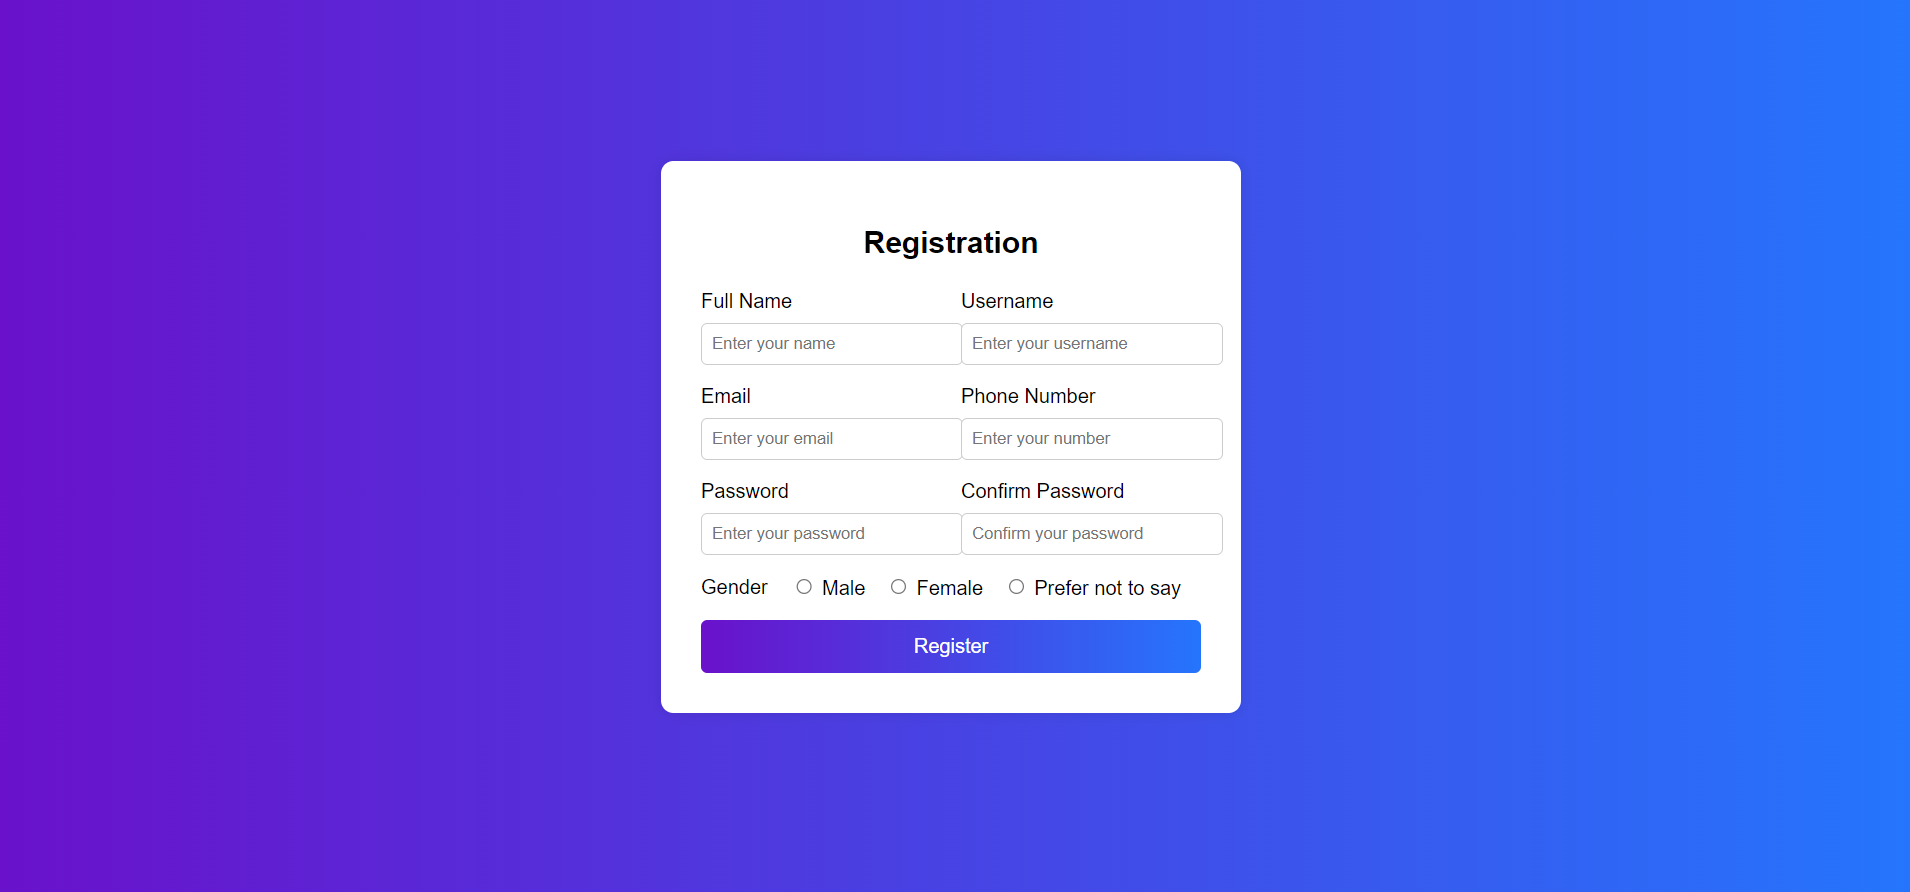 Registration
Full Name Username
Enter your name Enter your username
Email Phone Number
Enter your email Enter your number
Password Confirm Password
Enter your password Confirm your password
Gender Male Female Prefer not to say
Register